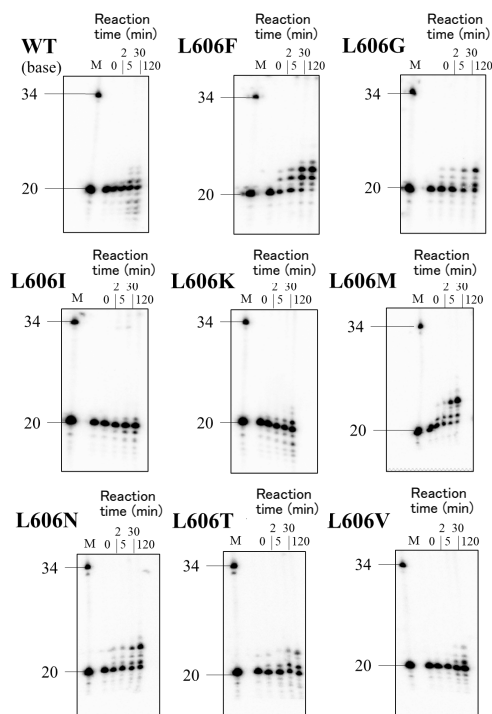 WT
(base)
Reaction
time (min)
2 30
M 0 | 5 | 120
34
20
L606F
Reaction
time (min)
2 30
M 0 | 5 | 120
34
20
L606G
Reaction
time (min)
2 30
M 0 | 5 | 120
34
20
L606I
Reaction
time (min)
2 30
M 0 | 5 | 120
34
20
L606K
Reaction
time (min)
2 30
M 0 | 5 | 120
34
20
L606M
Reaction
time (min)
2 30
M 0 | 5 | 120
34
20
L606N
Reaction
time (min)
2 30
M 0 | 5 | 120
34
20
L606T
Reaction
time (min)
2 30
M 0 | 5 | 120
34
20
L606V
Reaction
time (min)
2 30
M 0 | 5 | 120
34
20